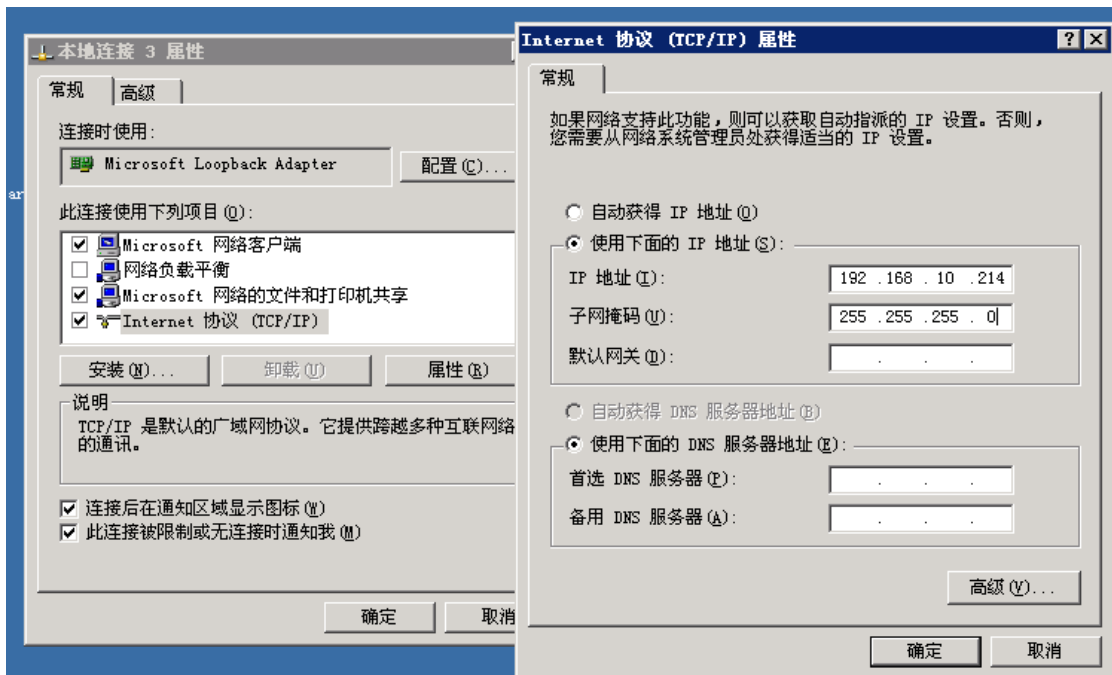 本地连接 3 属性
常规
高级
连接时使用:
Microsoft Loopback Adapter
配置(C)...
ar
此连接使用下列项目(O):
Microsoft 网络客户端
网络负载平衡
Microsoft 网络的文件和打印机共享
Internet 协议 (TCP/IP)
安装(N)...
卸载(U)
属性(R)
说明
TCP/IP 是默认的广域网协议。它提供跨越多种互联网络
的通讯。
连接后在通知区域显示图标(W)
此连接被限制或无连接时通知我(M)
确定
取消
Internet 协议 (TCP/IP) 属性
常规
如果网络支持此功能，则可以获取自动指派的 IP 设置。否则，
您需要从网络系统管理员处获得适当的 IP 设置。
自动获得 IP 地址(O)
使用下面的 IP 地址(S):
IP 地址(I):
192 .168 . 10 .214
子网掩码(U):
255 .255 .255 . 0
默认网关(D):
. . .
自动获得 DNS 服务器地址(B)
使用下面的 DNS 服务器地址(E):
首选 DNS 服务器(P):
. . .
备用 DNS 服务器(A):
. . .
高级(V)...
确定
取消